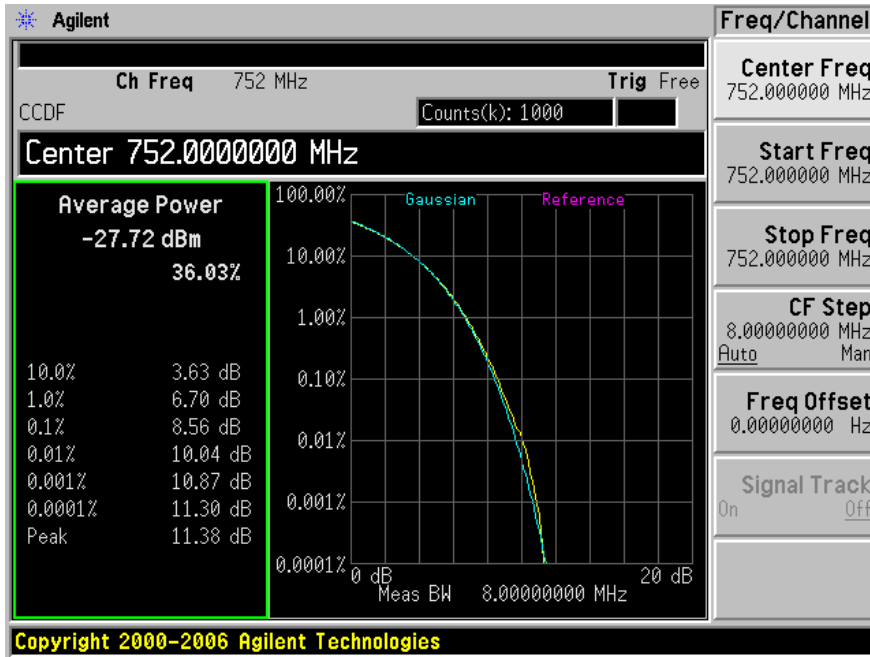 Agilent
Freq/Channel
Ch Freq 752 MHz Trig Free
CCDF Counts(k): 1000
Center 752.0000000 MHz
Average Power
-27.72 dBm
36.03%
10.0% 3.63 dB
1.0% 6.70 dB
0.1% 8.56 dB
0.01% 10.04 dB
0.001% 10.87 dB
0.0001% 11.30 dB
Peak 11.38 dB
Gaussian Reference
100.00%
10.00%
1.00%
0.10%
0.01%
0.001%
0.0001%
0 dB 20 dB
Meas BW 8.00000000 MHz
Center Freq
752.000000 MHz
Start Freq
752.000000 MHz
Stop Freq
752.000000 MHz
CF Step
8.00000000 MHz
Auto Man
Freq Offset
0.00000000 Hz
Signal Track
On Off
Copyright 2000-2006 Agilent Technologies